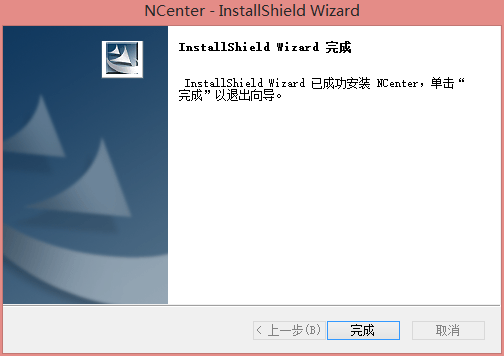 NCenter - InstallShield Wizard
InstallShield Wizard 完成
InstallShield Wizard 已成功安装 NCenter，单击“
完成”以退出向导。
< 上一步(B)
完成
取消